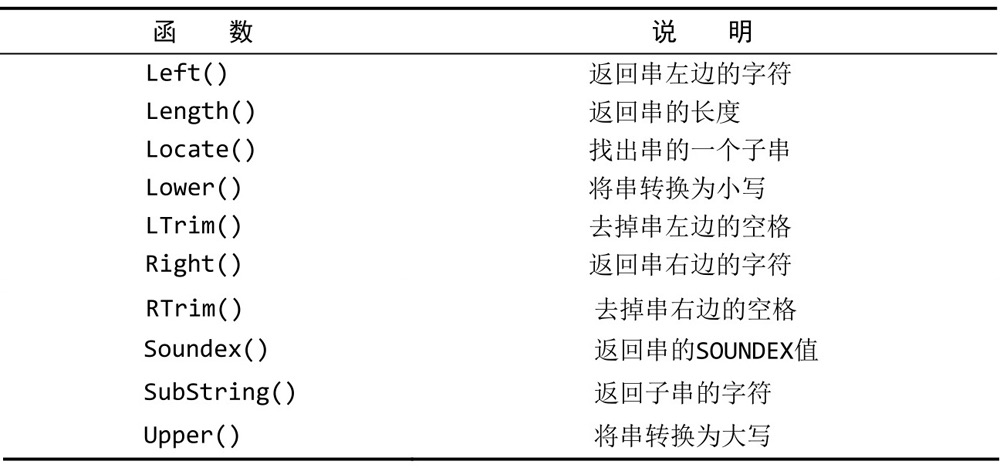 函 数 说 明
Left() 返回串左边的字符
Length() 返回串的长度
Locate() 找出串的一个子串
Lower() 将串转换为小写
LTrim() 去掉串左边的空格
Right() 返回串右边的字符
RTrim() 去掉串右边的空格
Soundex() 返回串的SOUNDEX值
SubString() 返回子串的字符
Upper() 将串转换为大写